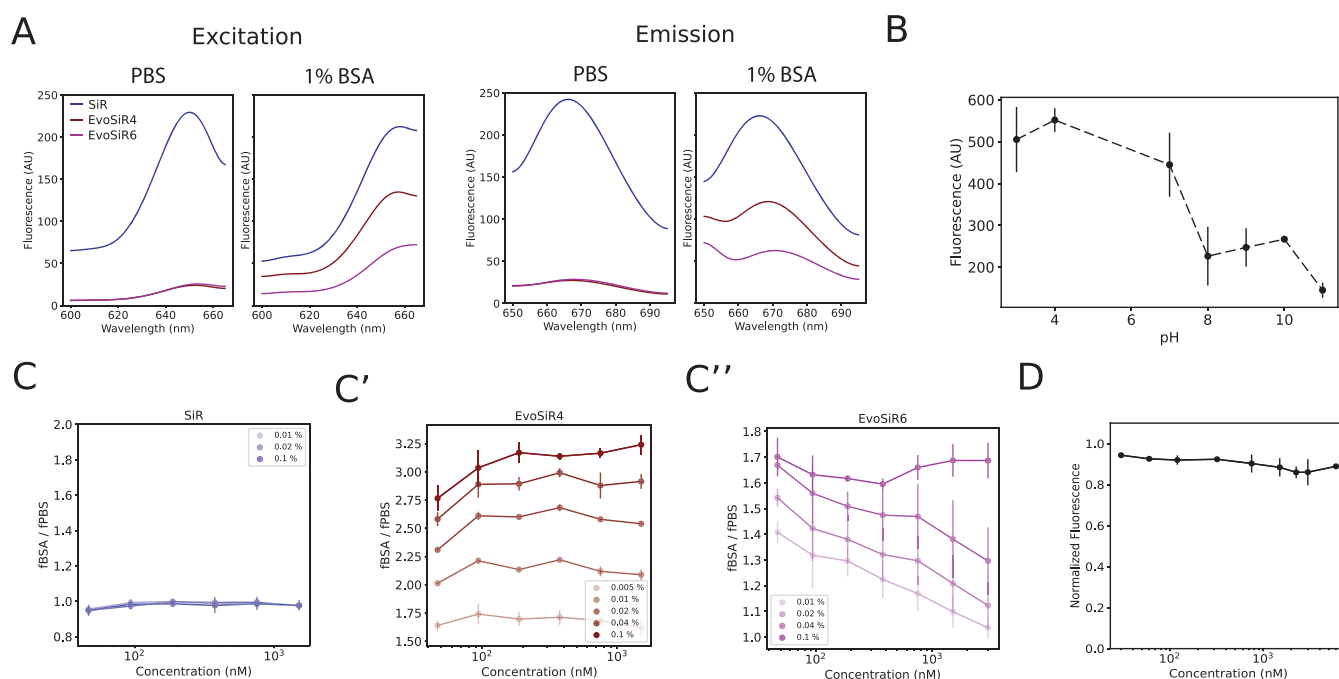 A
Excitation
Emission
B
PBS
1% BSA
PBS
1% BSA
250
200
150
100
50
0
Fluorescence (AU)
SiR
EvoSiR4
EvoSiR6
600
620
640
660
Wavelength (nm)
600
620
640
660
Wavelength (nm)
300
250
200
150
100
50
0
Fluorescence (AU)
650
660
670
680
690
Wavelength (nm)
650
660
670
680
690
Wavelength (nm)
600
500
400
300
200
Fluorescence (AU)
4
6
8
10
pH
C
SiR
2.0
1.8
1.6
1.4
1.2
1.0
0.8
fBSA / fPBS
0.01 %
0.02 %
0.1 %
10²
10³
Concentration (nM)
C'
EvoSiR4
3.25
3.00
2.75
2.50
2.25
2.00
1.75
1.50
fBSA / fPBS
0.005 %
0.01 %
0.02 %
0.04 %
0.1 %
10²
10³
Concentration (nM)
C''
EvoSiR6
1.8
1.7
1.6
1.5
1.4
1.3
1.2
1.1
1.0
fBSA / fPBS
0.01 %
0.02 %
0.04 %
0.1 %
10²
10³
Concentration (nM)
D
1.0
0.8
0.6
0.4
0.2
0.0
Normalized Fluorescence
10²
10³
Concentration (nM)